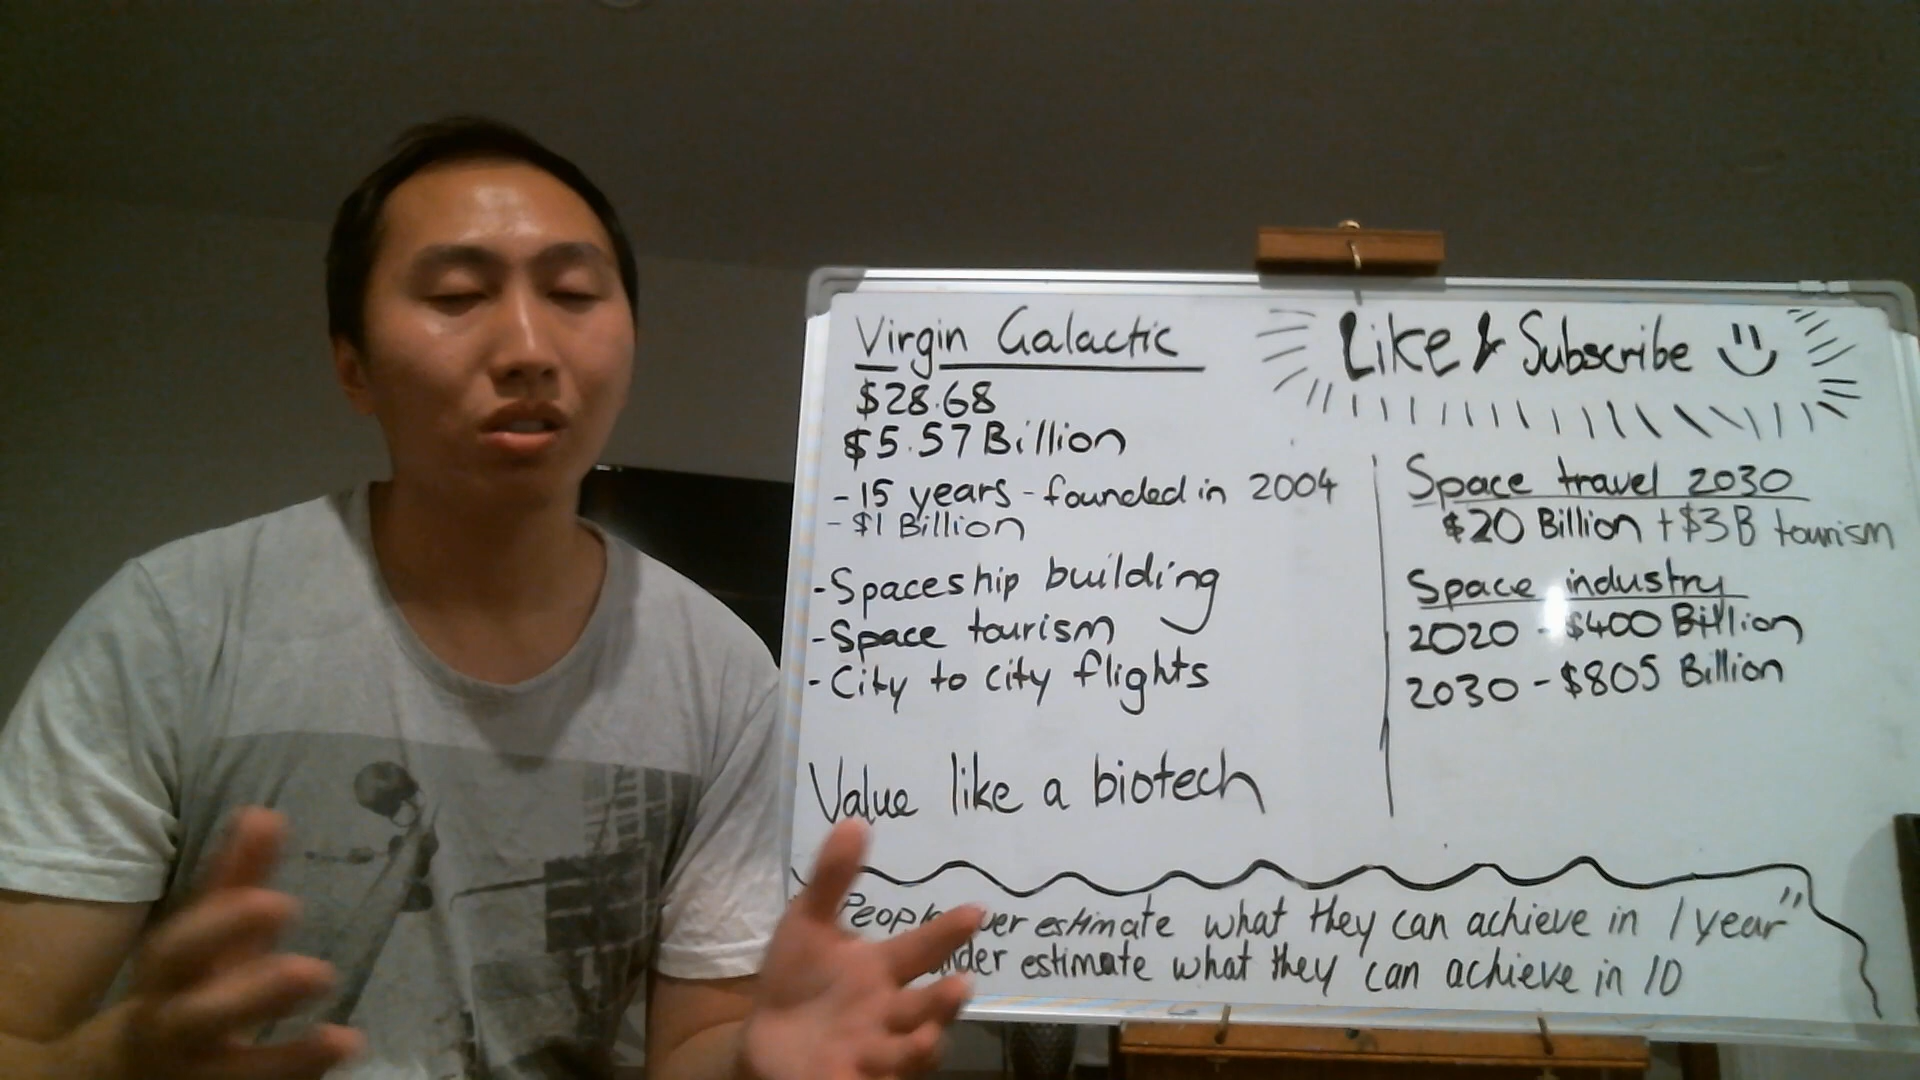 Virgin Galactic
$28.68
$5.57 Billion
- 15 years - founded in 2004
- $1 Billion
- Spaceship building
- Space tourism
- City to city flights
Value like a biotech
Like & Subscribe
Space travel 2030
$20 Billion + $3B tourism
Space industry
2020 - $400 Billion
2030 - $805 Billion
estimate what they can achieve in 1 year"
estimate what they can achieve in 10